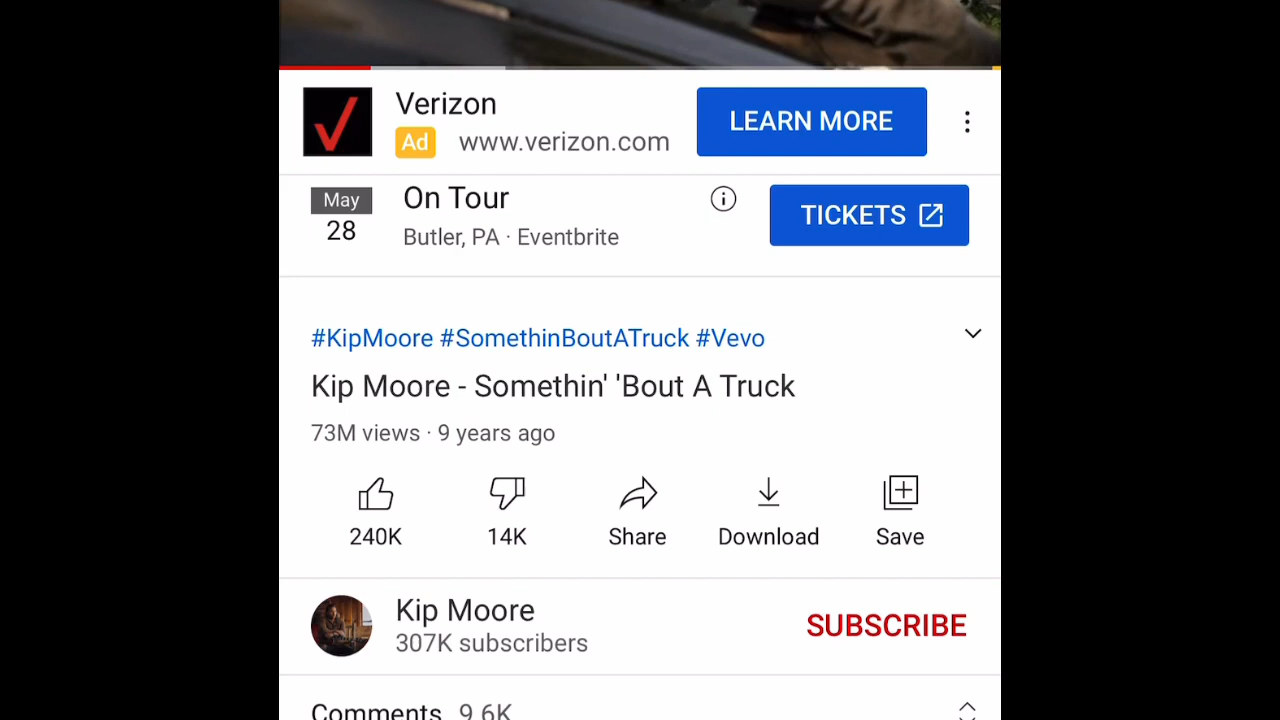 Verizon
LEARN MORE
Ad www.verizon.com
May
On Tour
TICKETS
28
Butler, PA · Eventbrite
#KipMoore #SomethinBoutATruck #Vevo
Kip Moore - Somethin' 'Bout A Truck
73M views · 9 years ago
240K 14K Share Download Save
Kip Moore
307K subscribers
SUBSCRIBE
Comments 9.6K